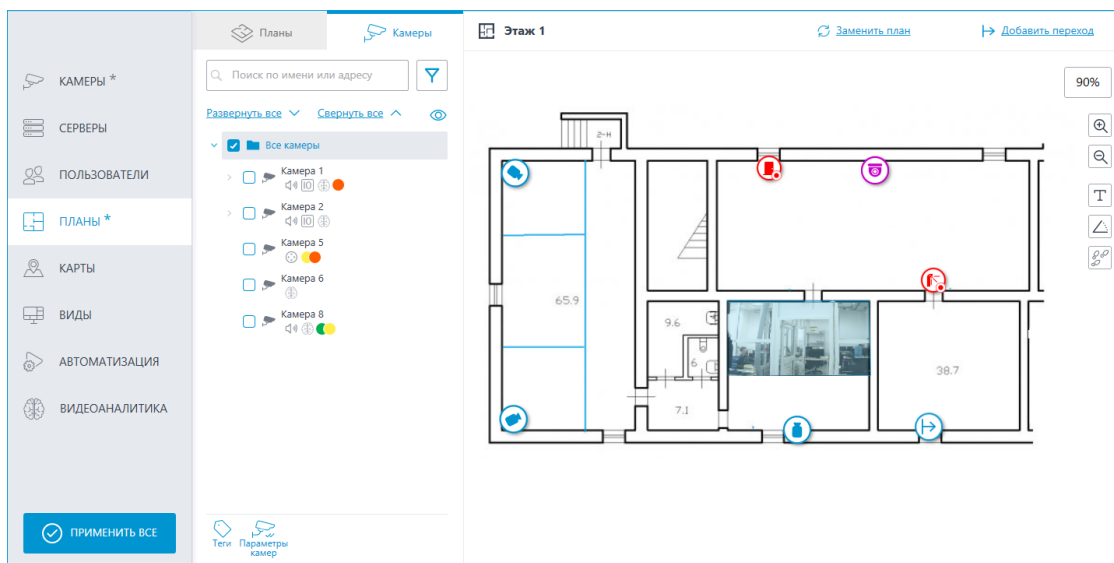 Планы
Камеры
Этаж 1
Заменить план
Добавить переход
КАМЕРЫ *
СЕРВЕРЫ
ПОЛЬЗОВАТЕЛИ
ПЛАНЫ *
КАРТЫ
ВИДЫ
АВТОМАТИЗАЦИЯ
ВИДЕОАНАЛИТИКА
ПРИМЕНИТЬ ВСЕ
Поиск по имени или адресу
Развернуть все
Свернуть все
Все камеры
Камера 1
IO
Камера 2
IO
Камера 5
Камера 6
Камера 8
Теги
Параметры
камер
90%
T
2-н
65.9
9.6
6
7.1
38.7